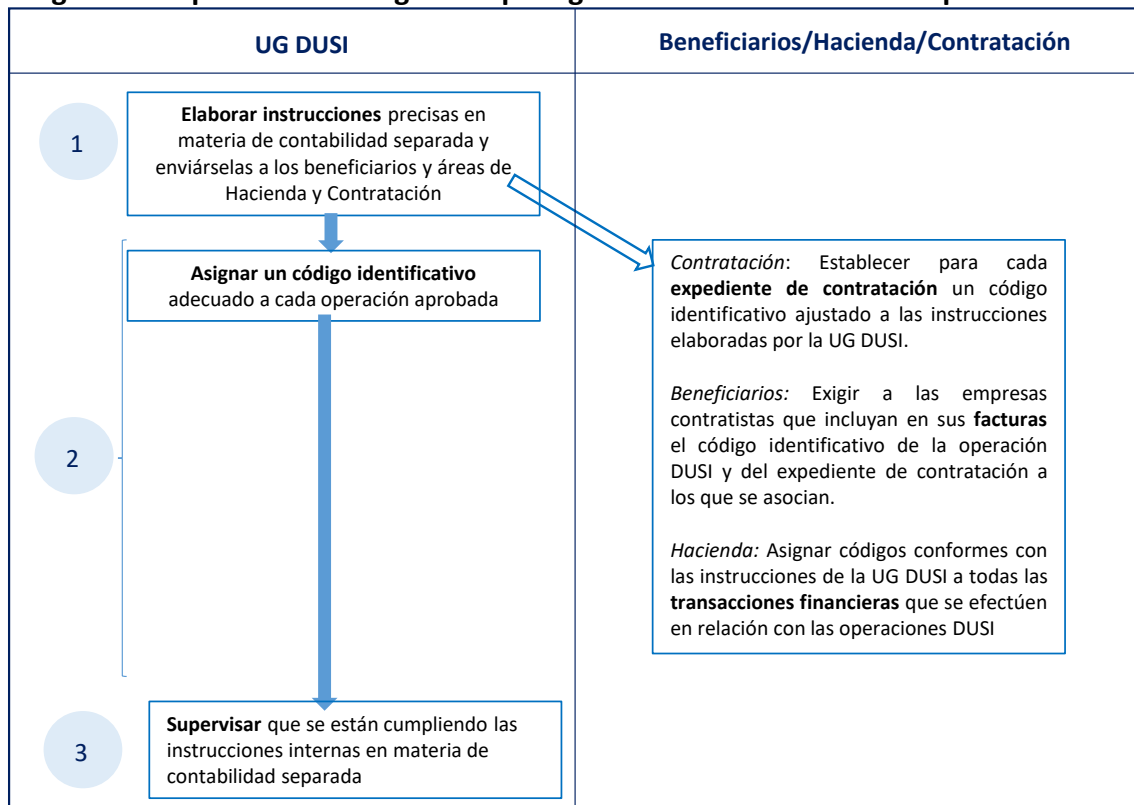 UG DUSI
Beneficiarios/Hacienda/Contratación
1
Elaborar instrucciones precisas en
materia de contabilidad separada y
enviárselas a los beneficiarios y áreas de
Hacienda y Contratación
2
Asignar un código identificativo
adecuado a cada operación aprobada
Contratación: Establecer para cada
expediente de contratación un código
identificativo ajustado a las instrucciones
elaboradas por la UG DUSI.
Beneficiarios: Exigir a las empresas
contratistas que incluyan en sus facturas
el código identificativo de la operación
DUSI y del expediente de contratación a
los que se asocian.
Hacienda: Asignar códigos conformes con
las instrucciones de la UG DUSI a todas las
transacciones financieras que se efectúen
en relación con las operaciones DUSI
3
Supervisar que se están cumpliendo las
instrucciones internas en materia de
contabilidad separada